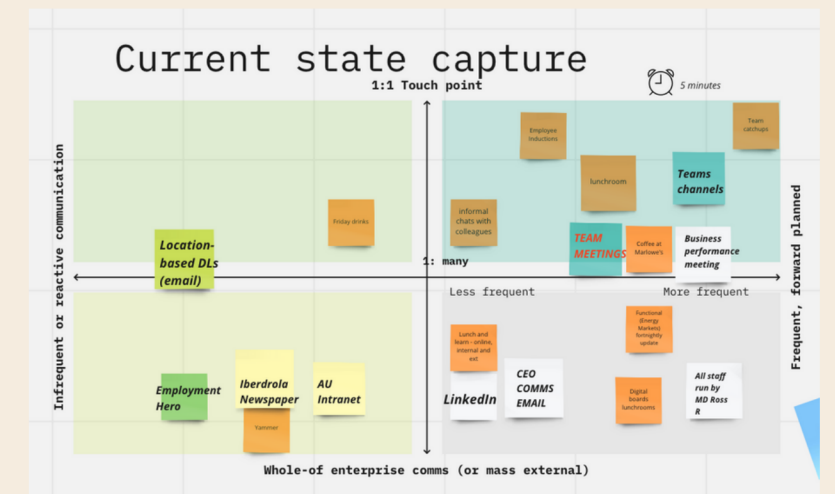 Current state capture
1:1 Touch point
5 minutes
Infrequent or reactive communication
Frequent, forward planned
Employee
inductions
Team
catchups
lunchroom
Teams
channels
Friday drinks
informal
chats with
colleagues
Location-
based DLs
(email)
TEAM
MEETINGS
Coffee at
Marlowe's
Business
performance
meeting
1: many
Less frequent
More frequent
Functional
(Energy
Markets)
fortnightly
update
Lunch and
learn - online,
internal and
ext
Employment
Hero
Iberdrola
Newspaper
AU
Intranet
Yammer
LinkedIn
CEO
COMMS
EMAIL
Digital
boards
lunchrooms
All staff
run by
MD Ross
R
Whole-of enterprise comms (or mass external)